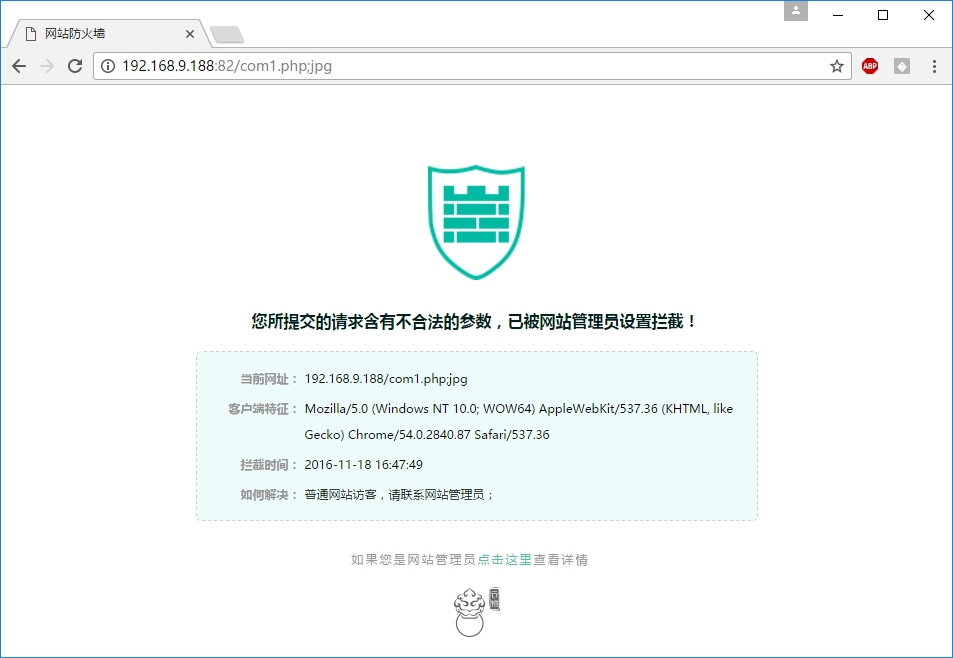 网站防火墙
192.168.9.188:82/com1.php;jpg
ABP
您所提交的请求含有不合法的参数，已被网站管理员设置拦截！
当前网址： 192.168.9.188/com1.php;jpg
客户端特征： Mozilla/5.0 (Windows NT 10.0; WOW64) AppleWebKit/537.36 (KHTML, like
Gecko) Chrome/54.0.2840.87 Safari/537.36
拦截时间： 2016-11-18 16:47:49
如何解决： 普通网站访客，请联系网站管理员；
如果您是网站管理员点击这里查看详情